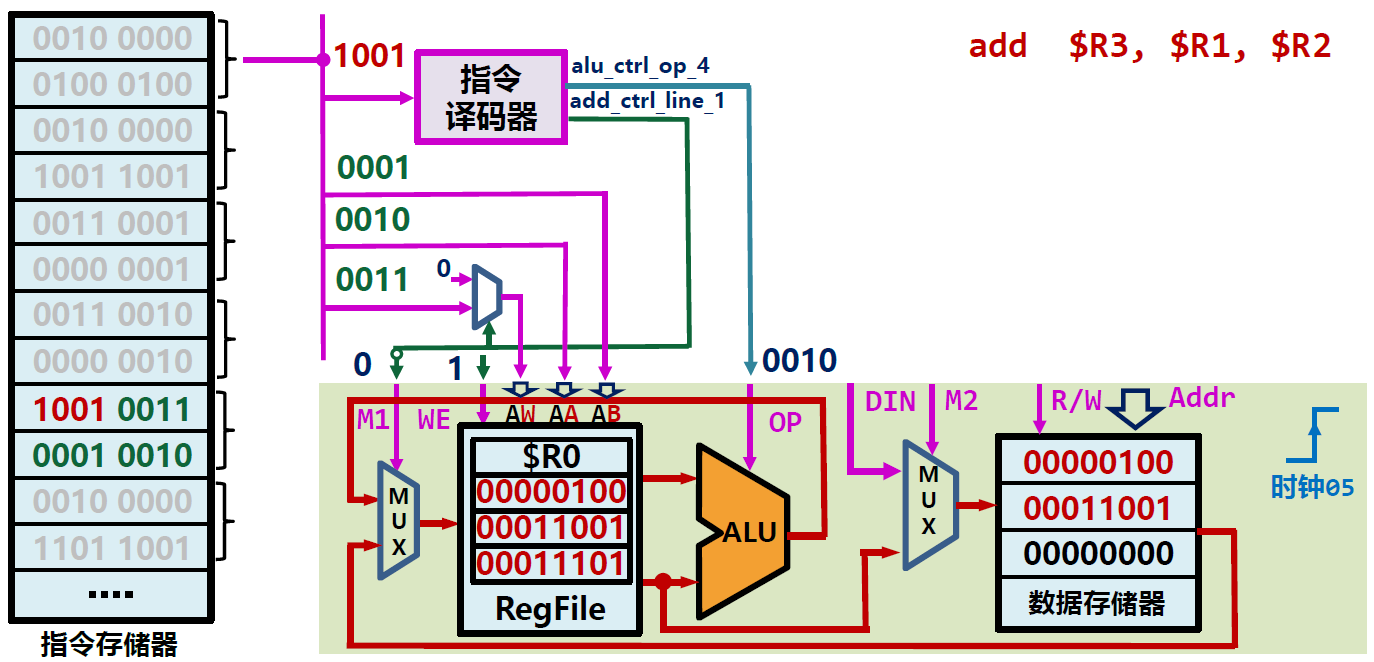 0010 0000
0100 0100
0010 0000
1001 1001
0011 0001
0000 0001
0011 0010
0000 0010
1001 0011
0001 0010
0010 0000
1101 1001
....
指令存储器
1001
指令
译码器
alu_ctrl_op_4
add_ctrl_line_1
add $R3, $R1, $R2
0001
0010
0011
0
0
1
0010
M1
WE
AW
AA
AB
OP
DIN
M2
R/W
Addr
MUX
$R0
00000100
00011001
00011101
RegFile
ALU
MUX
00000100
00011001
00000000
数据存储器
时钟05